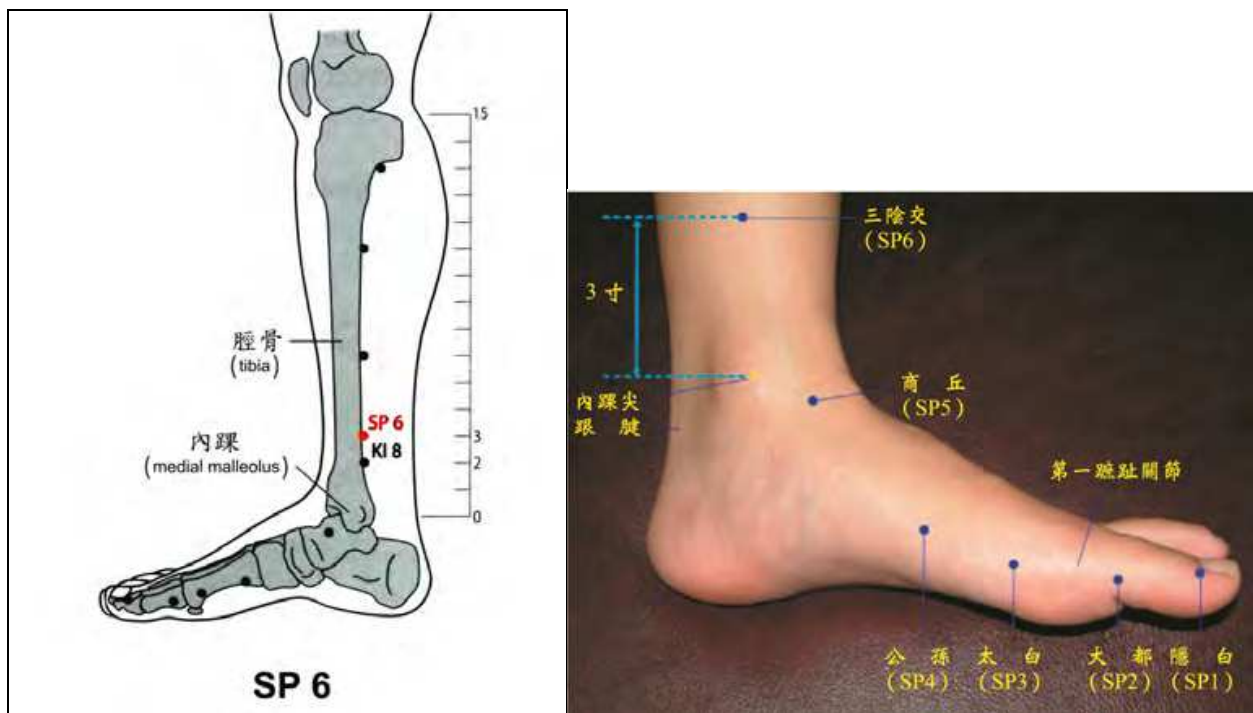 15
脛骨
(tibia)
SP 6
3
內踝
KI 8
(medial malleolus)
2
0
SP 6
三陰交
(SP6)
3寸
內踝尖
跟腱
商丘
(SP5)
第一蹠趾關節
公孫
(SP4)
太白
(SP3)
大都
(SP2)
隱白
(SP1)